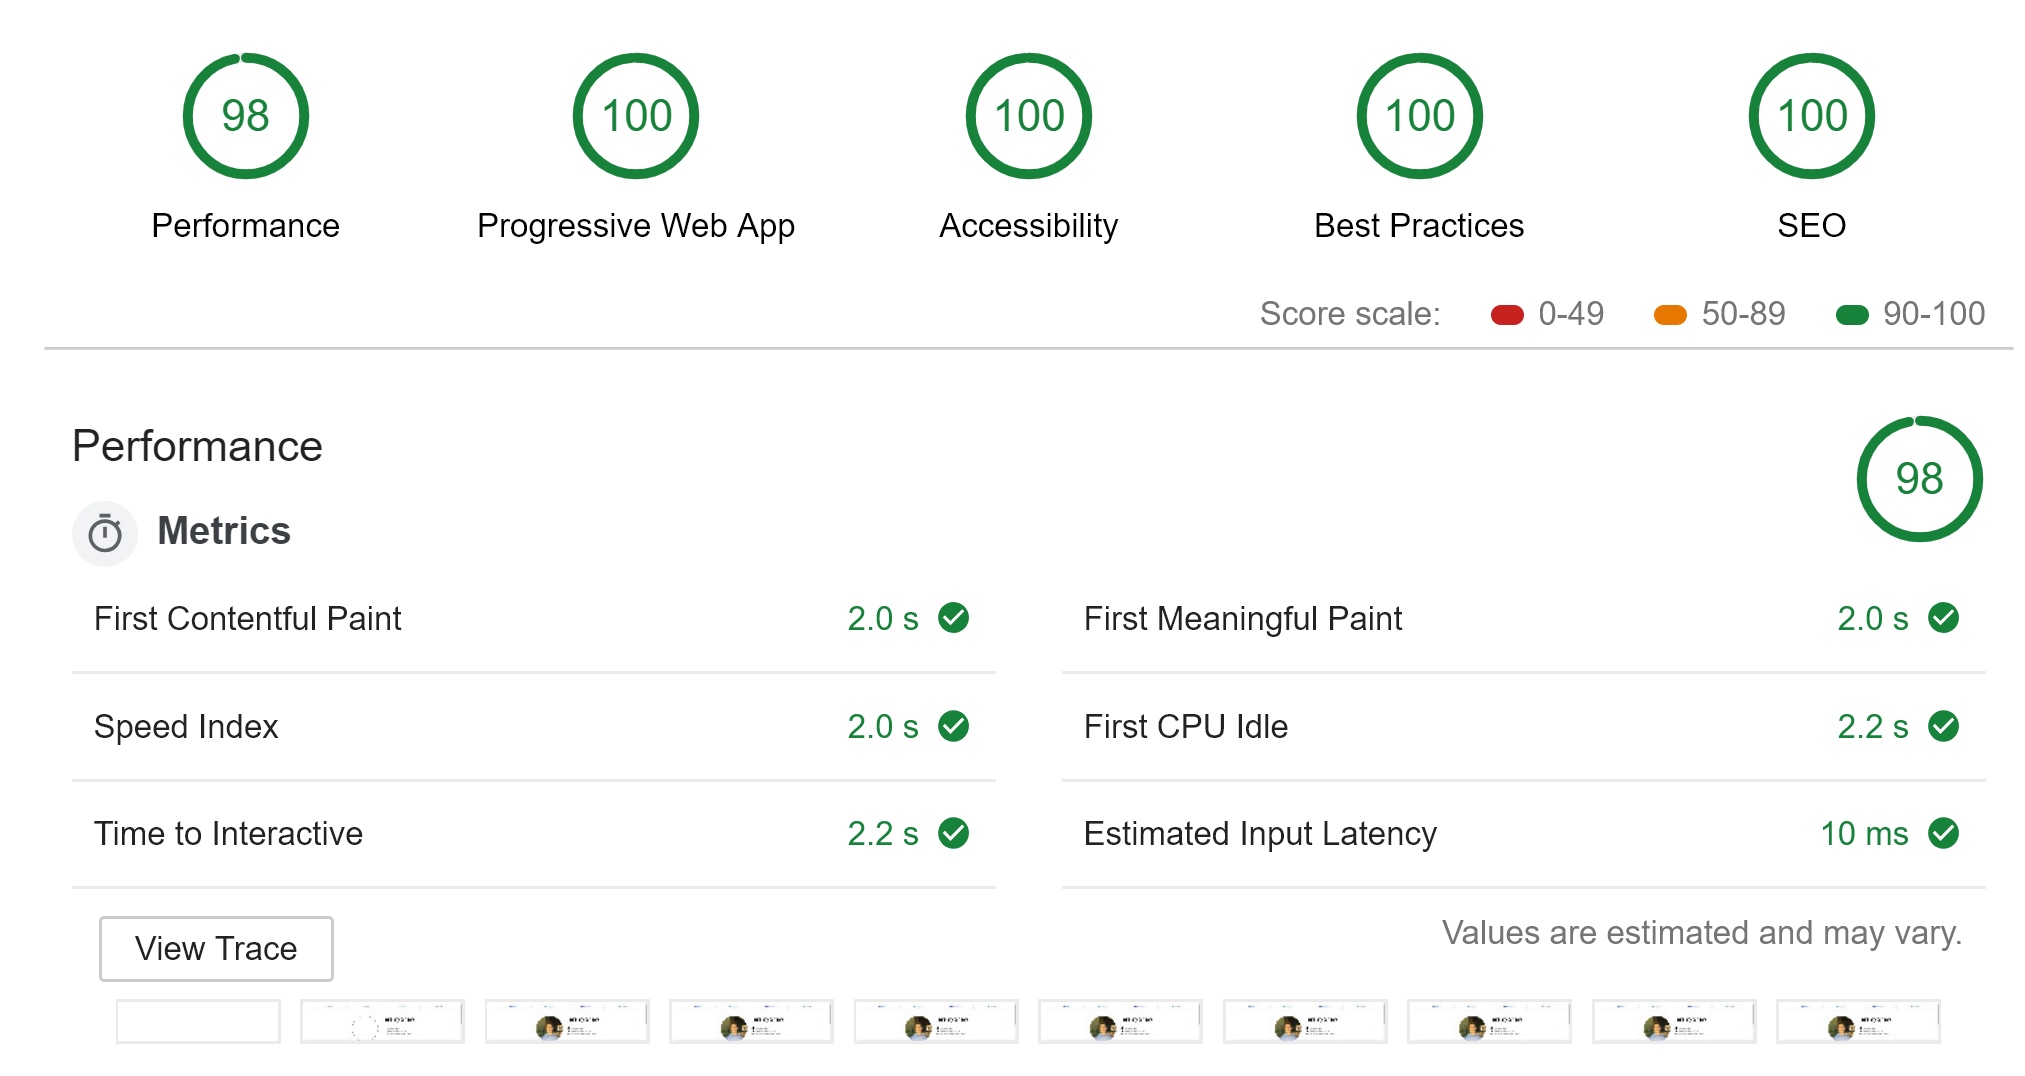 98 100 100 100 100
Performance Progressive Web App Accessibility Best Practices SEO
Score scale: 0-49 50-89 90-100
Performance
98
Metrics
First Contentful Paint 2.0 s First Meaningful Paint 2.0 s
Speed Index 2.0 s First CPU Idle 2.2 s
Time to Interactive 2.2 s Estimated Input Latency 10 ms
View Trace
Values are estimated and may vary.